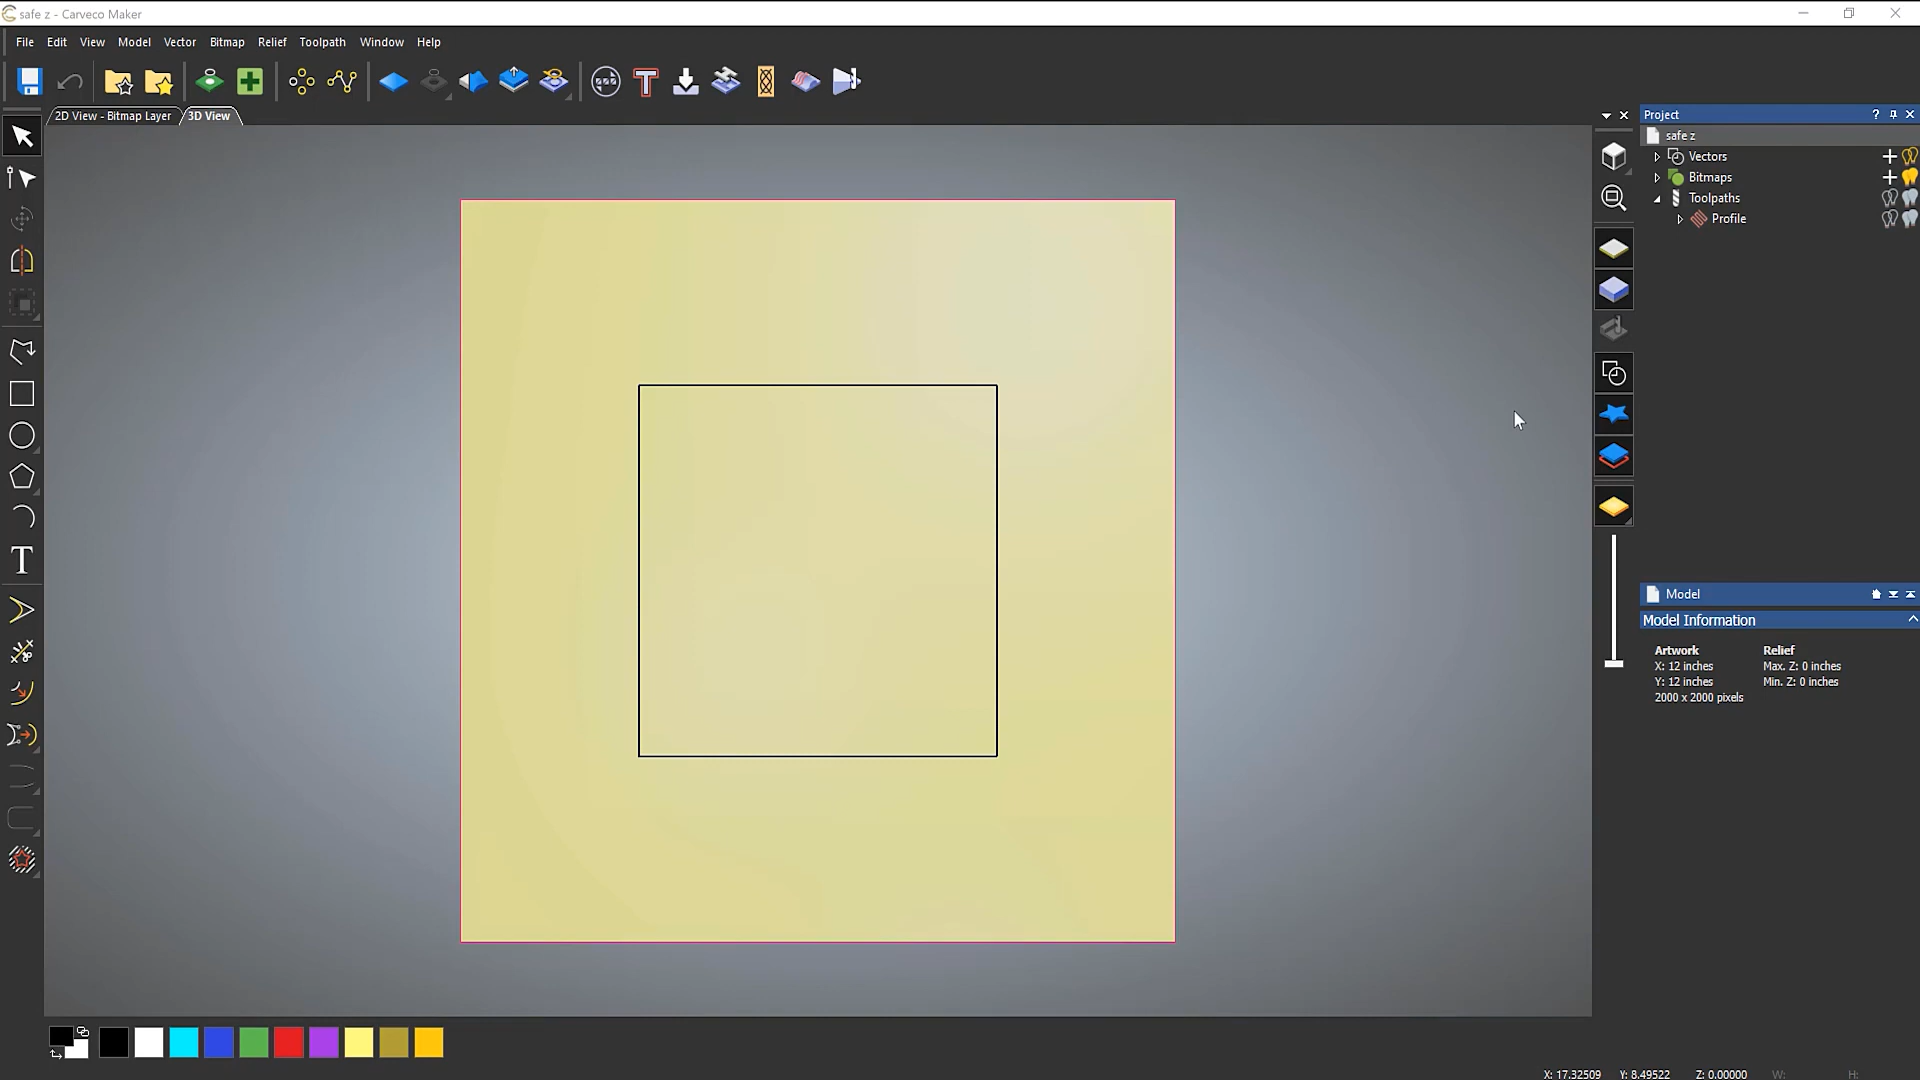 safe z - Carveco Maker
File Edit View Model Vector Bitmap Relief Toolpath Window Help
2D View - Bitmap Layer 3D View
Project ?
safe z
Vectors
Bitmaps
Toolpaths
Profile
T
Model
Model Information
Artwork Relief
X: 12 inches Max. Z: 0 inches
Y: 12 inches Min. Z: 0 inches
2000 x 2000 pixels
X: 17.32509 Y: 8.49522 Z: 0.00000 W: H: